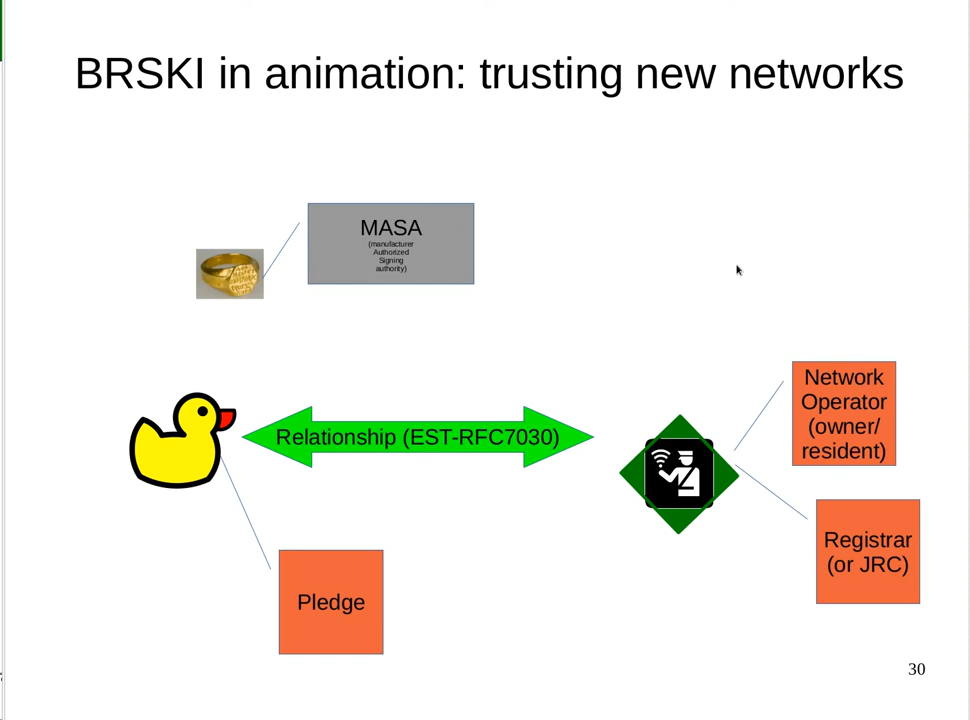 BRSKI in animation: trusting new networks
MASA
(manufacturer
Authorized
Signing
authority)
Relationship (EST-RFC7030)
Network
Operator
(owner/
resident)
Registrar
(or JRC)
Pledge
30